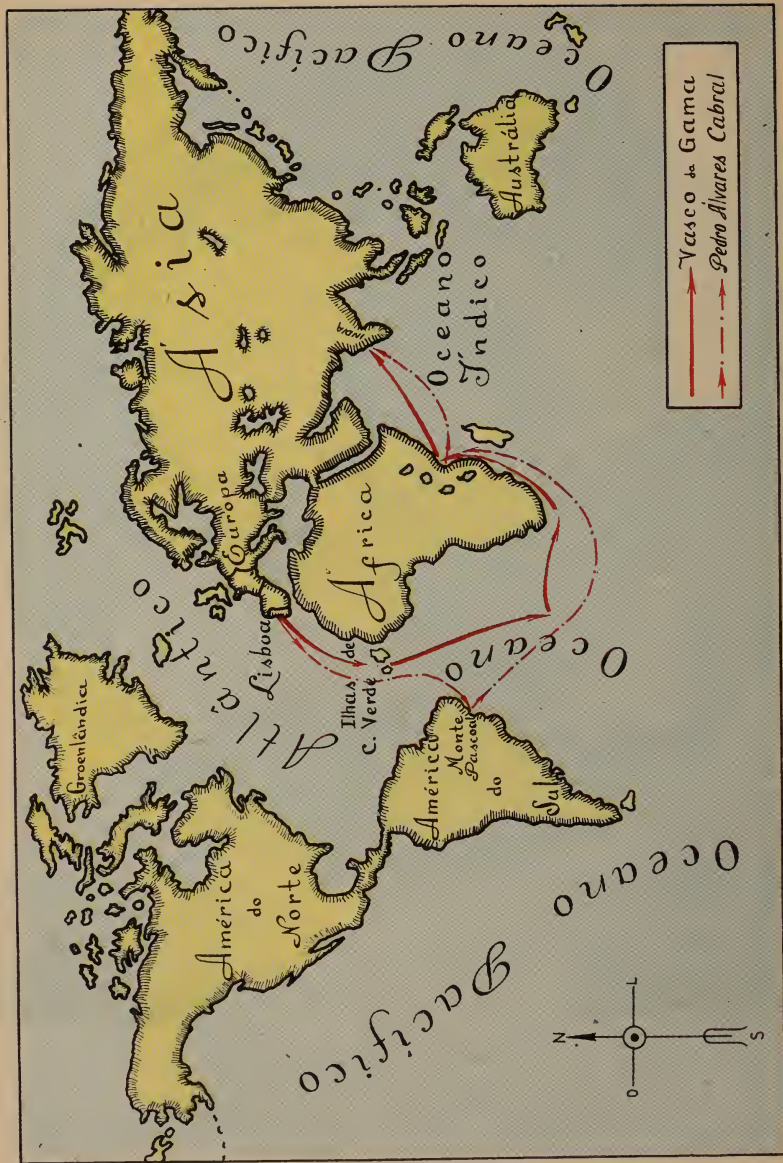 Groenlândia
América
do
Norte
Oceano
Atlântico
Europa
Ásia
Lisboa
Ilhas de
C. Verde
África
INDIA
Oceano
Índico
Oceano Pacífico
Austrália
América
Monte
Pascoal
do
Sul
Oceano
Pacífico
N
O
L
S
Vasco da Gama
Pedro Álvares Cabral